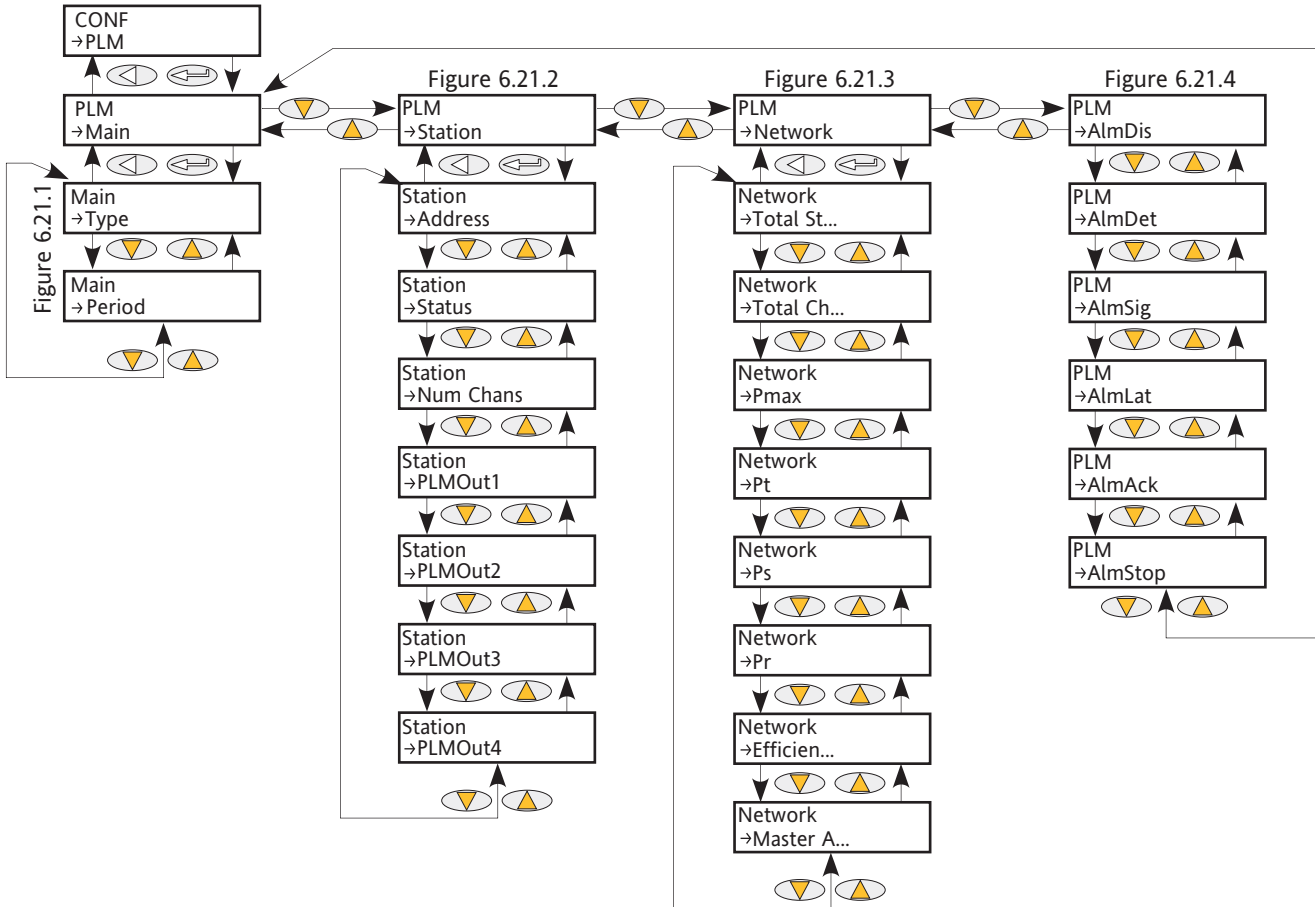 CONF
→PLM
PLM
→Main
Figure 6.21.1
Main
→Type
Main
→Period
Figure 6.21.2
PLM
→Station
Station
→Address
Station
→Status
Station
→Num Chans
Station
→PLMOut1
Station
→PLMOut2
Station
→PLMOut3
Station
→PLMOut4
Figure 6.21.3
PLM
→Network
Network
→Total St...
Network
→Total Ch...
Network
→Pmax
Network
→Pt
Network
→Ps
Network
→Pr
Network
→Efficien...
Network
→Master A...
Figure 6.21.4
PLM
→AlmDis
PLM
→AlmDet
PLM
→AlmSig
PLM
→AlmLat
PLM
→AlmAck
PLM
→AlmStop